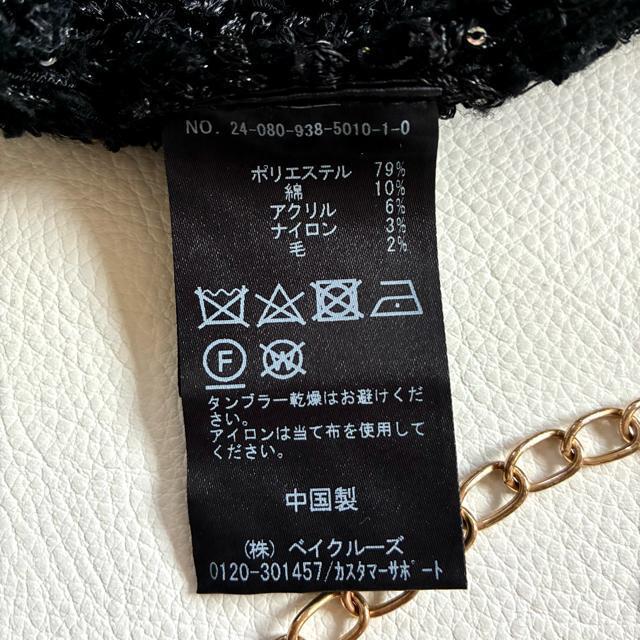 NO. 24-080-938-5010-1-0
ポリエステル 79%
綿 10%
アクリル 6%
ナイロン 3%
毛 2%
F W
タンブラー乾燥はお避けくだ
さい。
アイロンは当て布を使用して
ください。
中国製
(株) ベイクルーズ
0120-301457/カスタマーサポート